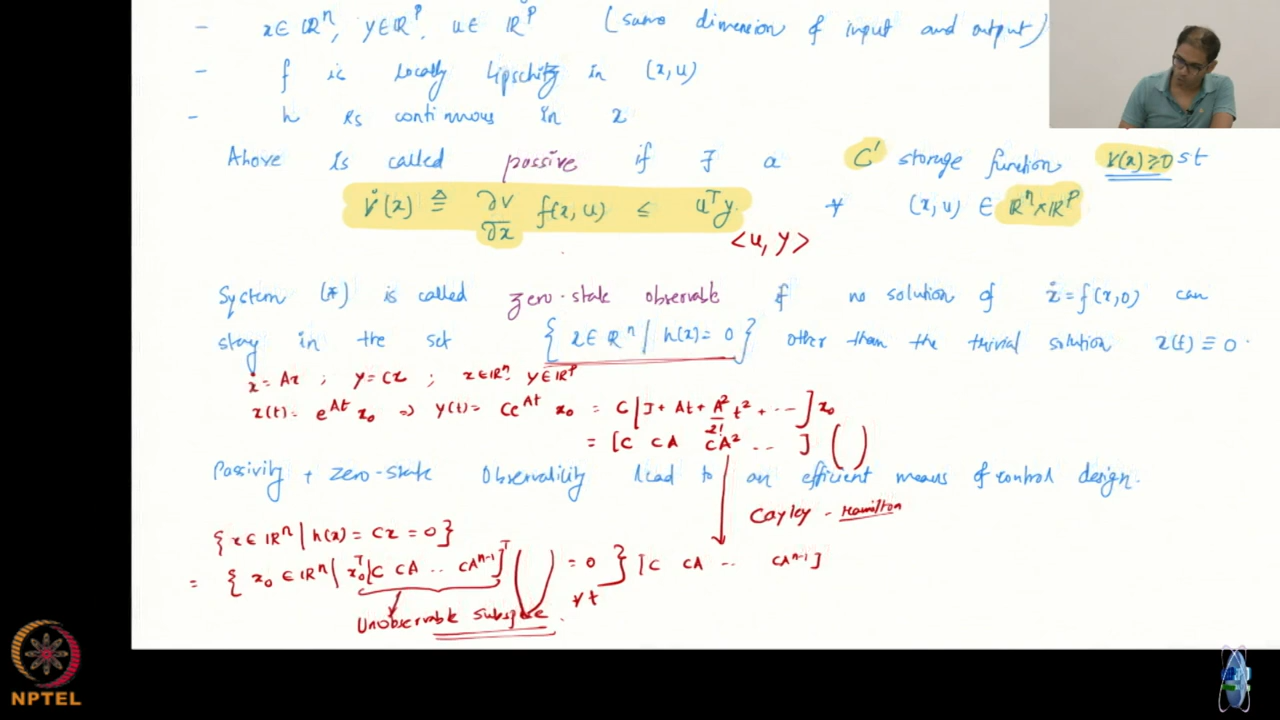 - x ∈ ℝⁿ, y ∈ ℝᵖ, u ∈ ℝᵖ (same dimension of input and output)
- f is locally Lipschitz in (x,u)
- h is continuous in x
Above is called passive if ∃ a C¹ storage function V(x) ≥ 0 st
V̇(x) ≜ ∂V/∂x f(x,u) ≤ uᵀy ∀ (x,u) ∈ ℝⁿ×ℝᵖ
<u, y>
System (*) is called zero-state observable if no solution of ẋ = f(x,0) can
stay in the set { x ∈ ℝⁿ | h(x) = 0 } other than the trivial solution x(t) ≡ 0.
ẋ = Ax ; y = Cx ; x ∈ ℝⁿ, y ∈ ℝᵖ
x(t) = e^{At} x₀ ⇒ y(t) = Ce^{At} x₀ = C[I + At + A²/2! t² + ---] x₀
= [C CA CA² --- ] ( )
Passivity + zero-state Observability lead to an efficient means of control design.
Cayley - Hamilton
{x ∈ ℝⁿ | h(x) = Cx = 0}
= { x₀ ∈ ℝⁿ | x₀ᵀ[C CA .. CAⁿ⁻¹]ᵀ ( ) = 0 } [C CA -- CAⁿ⁻¹]
∀t
Unobservable Subspace.
NPTEL